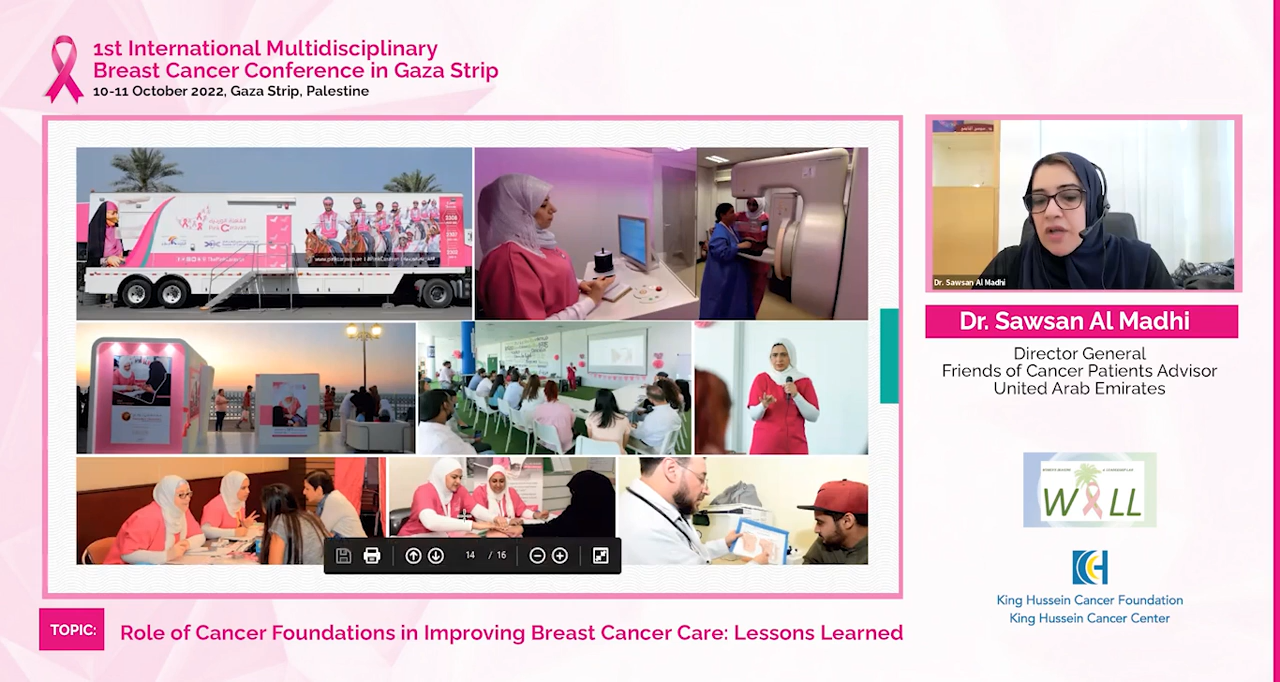 1st International Multidisciplinary
Breast Cancer Conference in Gaza Strip
10-11 October 2022, Gaza Strip, Palestine
Dr. Sawsan Al Madhi
Dr. Sawsan Al Madhi
Director General
Friends of Cancer Patients Advisor
United Arab Emirates
WILL
King Hussein Cancer Foundation
King Hussein Cancer Center
14 / 16
TOPIC:
Role of Cancer Foundations in Improving Breast Cancer Care: Lessons Learned